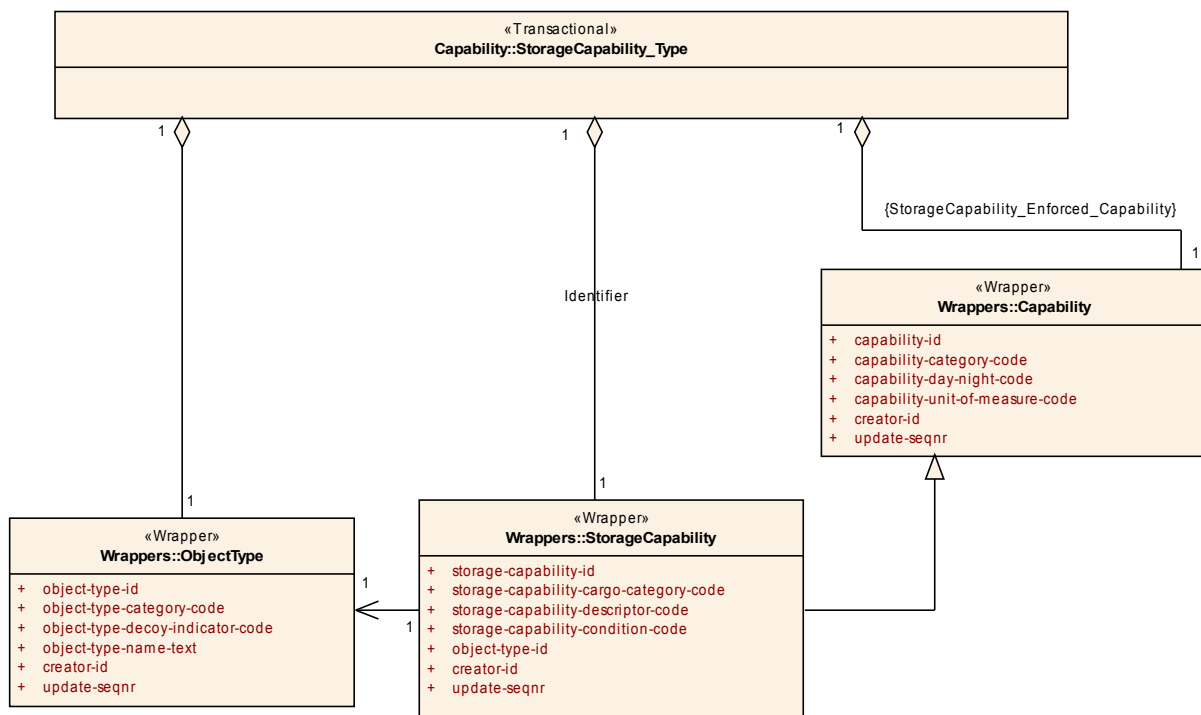 «Transactional»
Capability::StorageCapability_Type
1
1
1
{StorageCapability_Enforced_Capability}
1
«Wrapper»
Wrappers::Capability
+ capability-id
+ capability-category-code
+ capability-day-night-code
+ capability-unit-of-measure-code
+ creator-id
+ update-seqnr
Identifier
1
1
«Wrapper»
Wrappers::ObjectType
+ object-type-id
+ object-type-category-code
+ object-type-decoy-indicator-code
+ object-type-name-text
+ creator-id
+ update-seqnr
1
1
«Wrapper»
Wrappers::StorageCapability
+ storage-capability-id
+ storage-capability-cargo-category-code
+ storage-capability-descriptor-code
+ storage-capability-condition-code
+ object-type-id
+ creator-id
+ update-seqnr